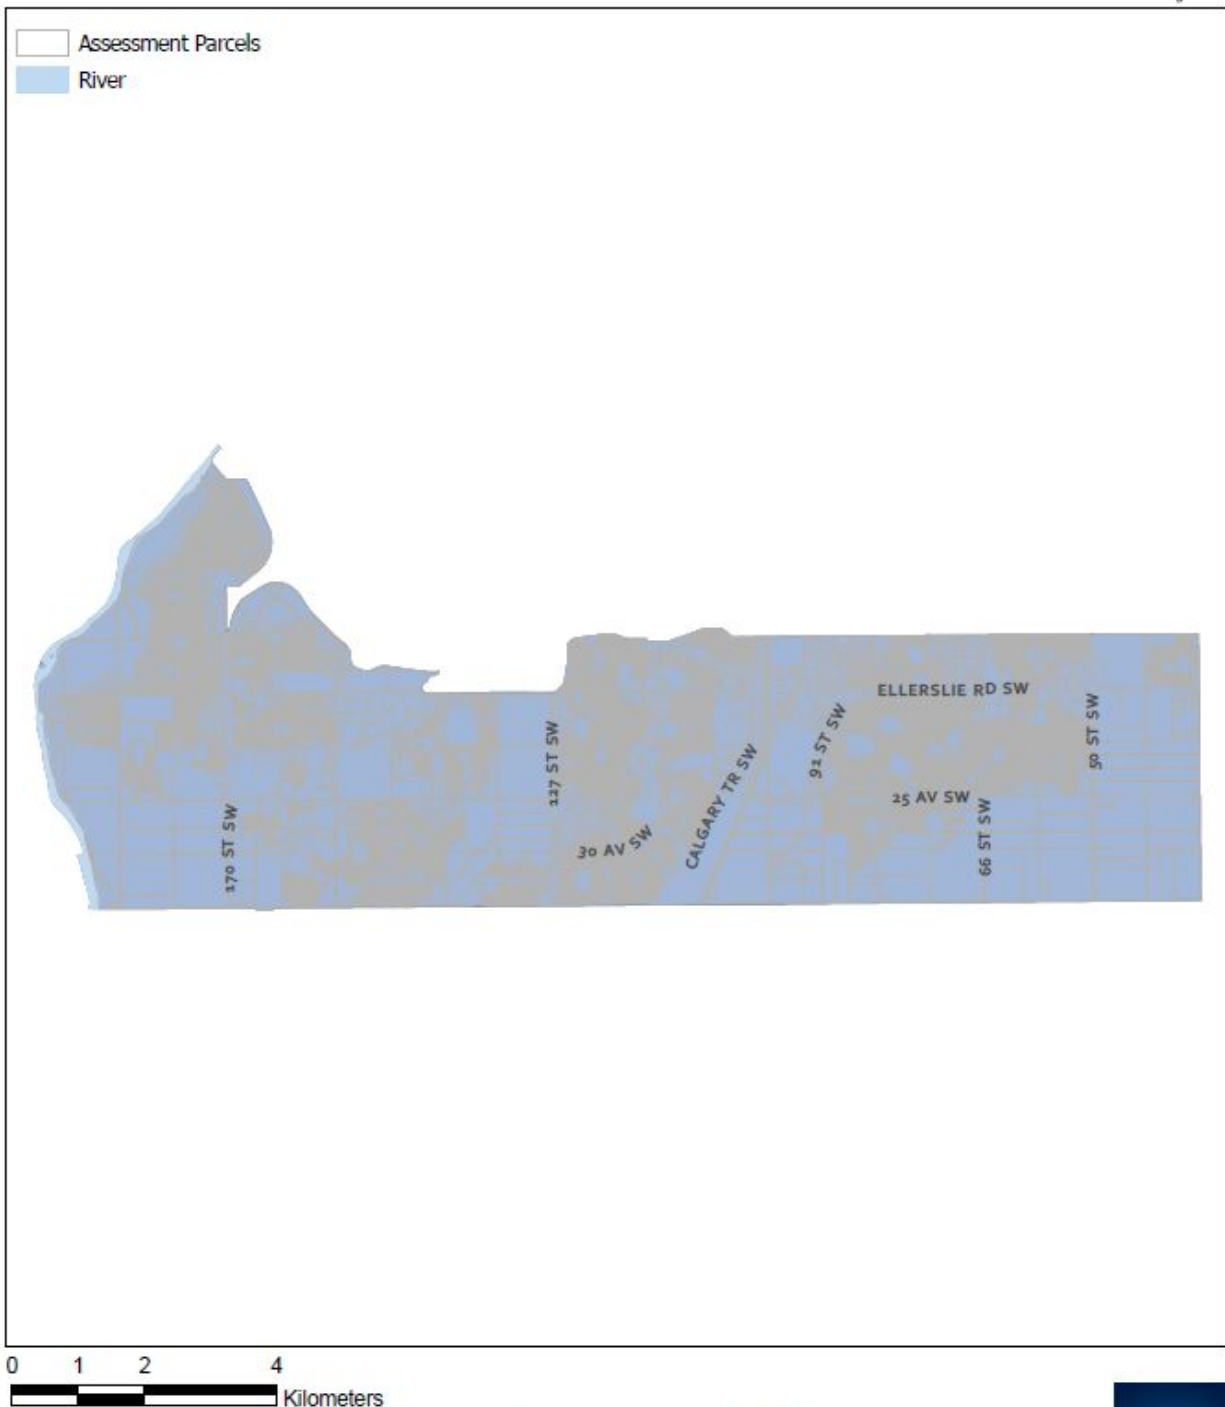 Assessment Parcels
River
ELLERSLIE RD SW
91 ST SW
50 ST SW
127 ST SW
CALGARY TR SW
25 AV SW
170 ST SW
30 AV SW
66 ST SW
0 1 2 4
Kilometers